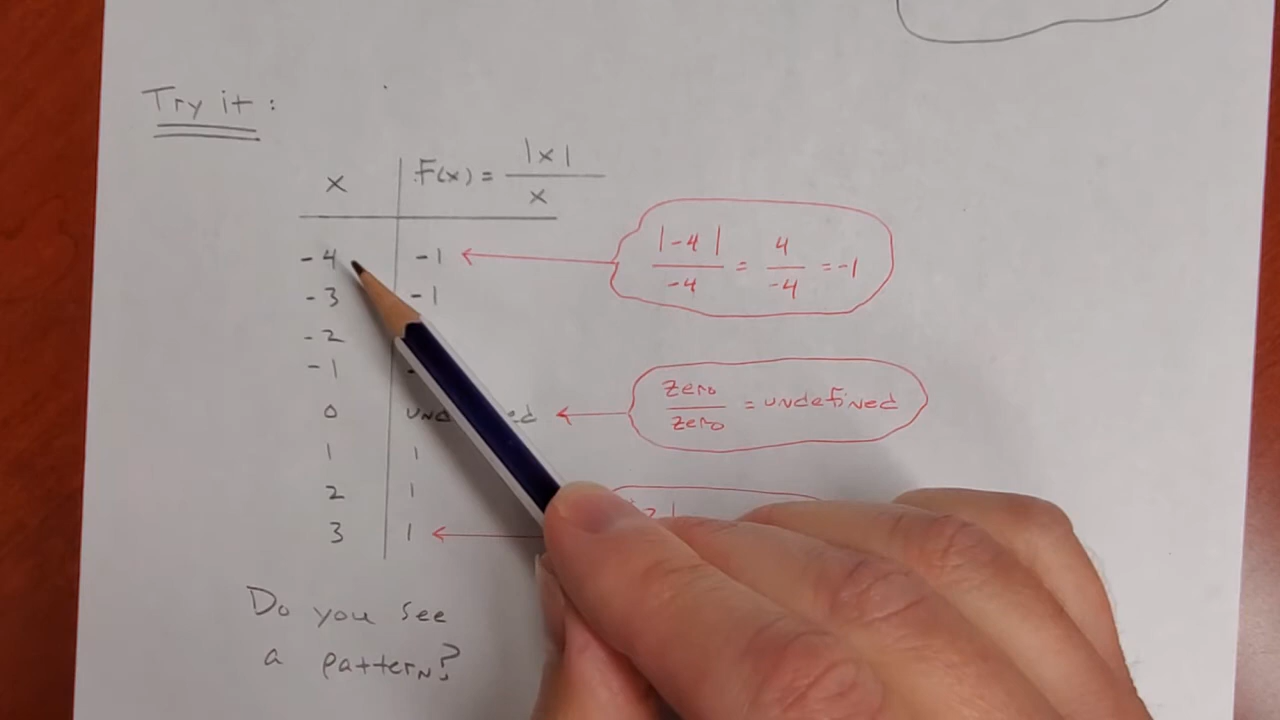 Try it:
x F(x) = |x| / x
-4 -1 ← |-4| / -4 = 4 / -4 = -1
-3 -1
-2
-1
0 ← zero / zero = undefined
1 1
2 1
3 1 ←
Do you see
a pattern?